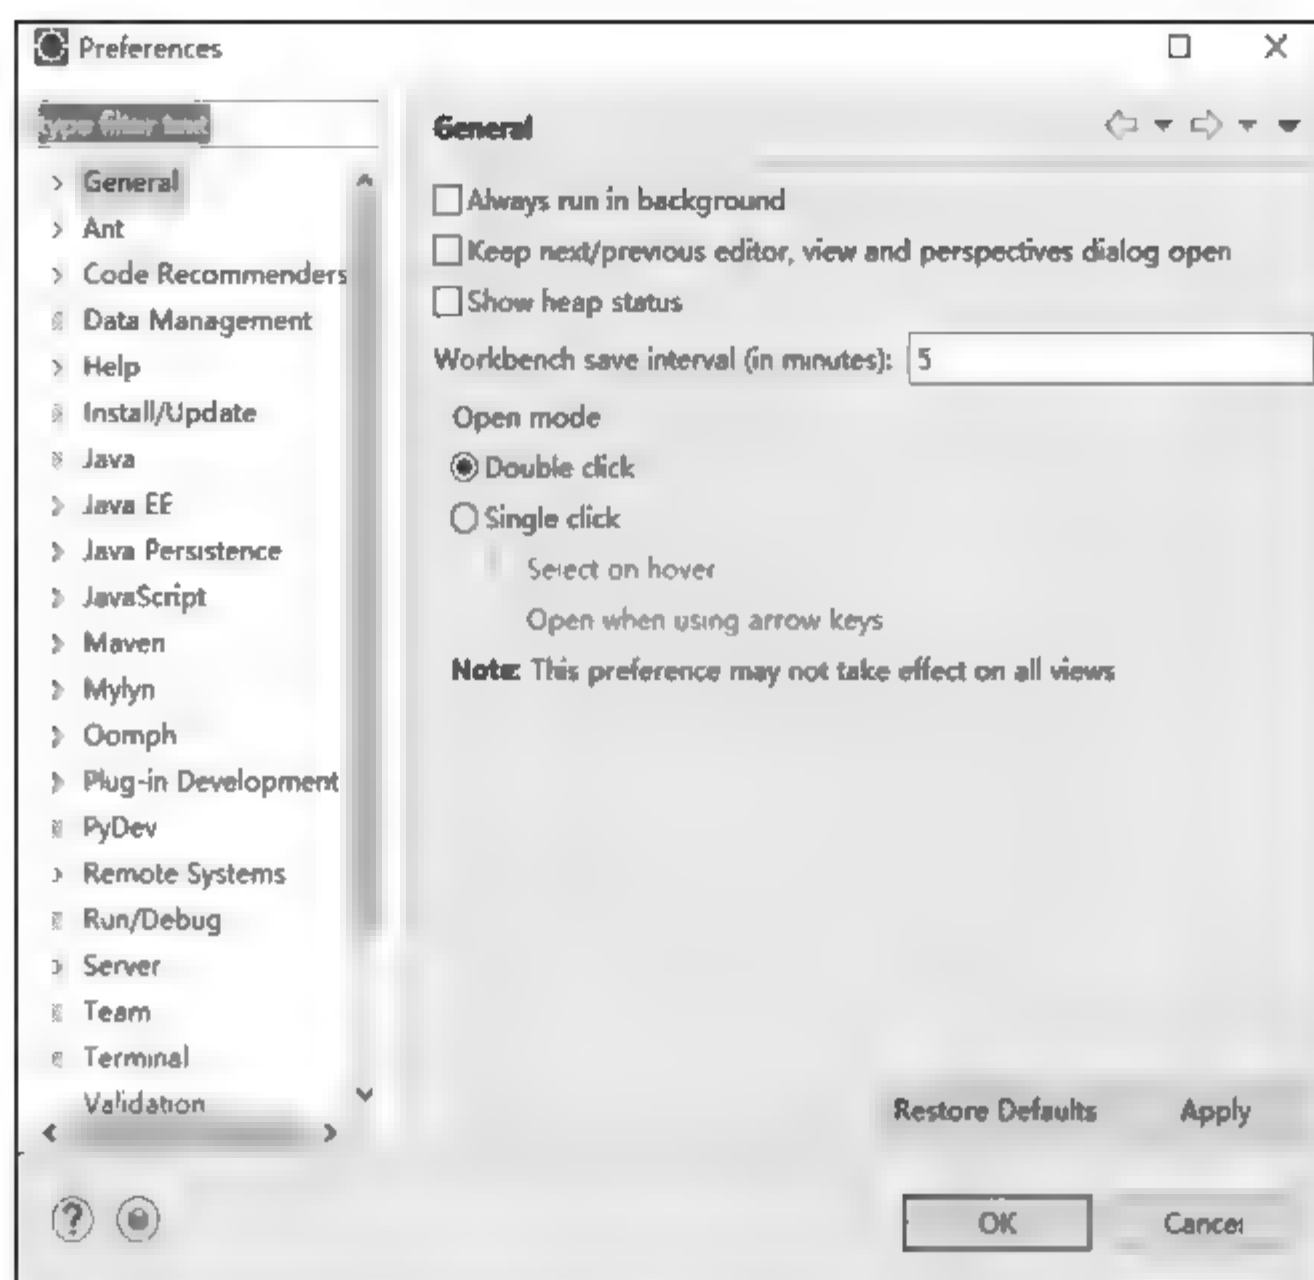 Preferences
type filter text
General
Ant
Code Recommenders
Data Management
Help
Install/Update
Java
Java EE
Java Persistence
JavaScript
Maven
Mylyn
Oomph
Plug-in Development
PyDev
Remote Systems
Run/Debug
Server
Team
Terminal
Validation
General
Always run in background
Keep next/previous editor, view and perspectives dialog open
Show heap status
Workbench save interval (in minutes): 5
Open mode
Double click
Single click
Select on hover
Open when using arrow keys
Note: This preference may not take effect on all views
Restore Defaults Apply
OK Cancel